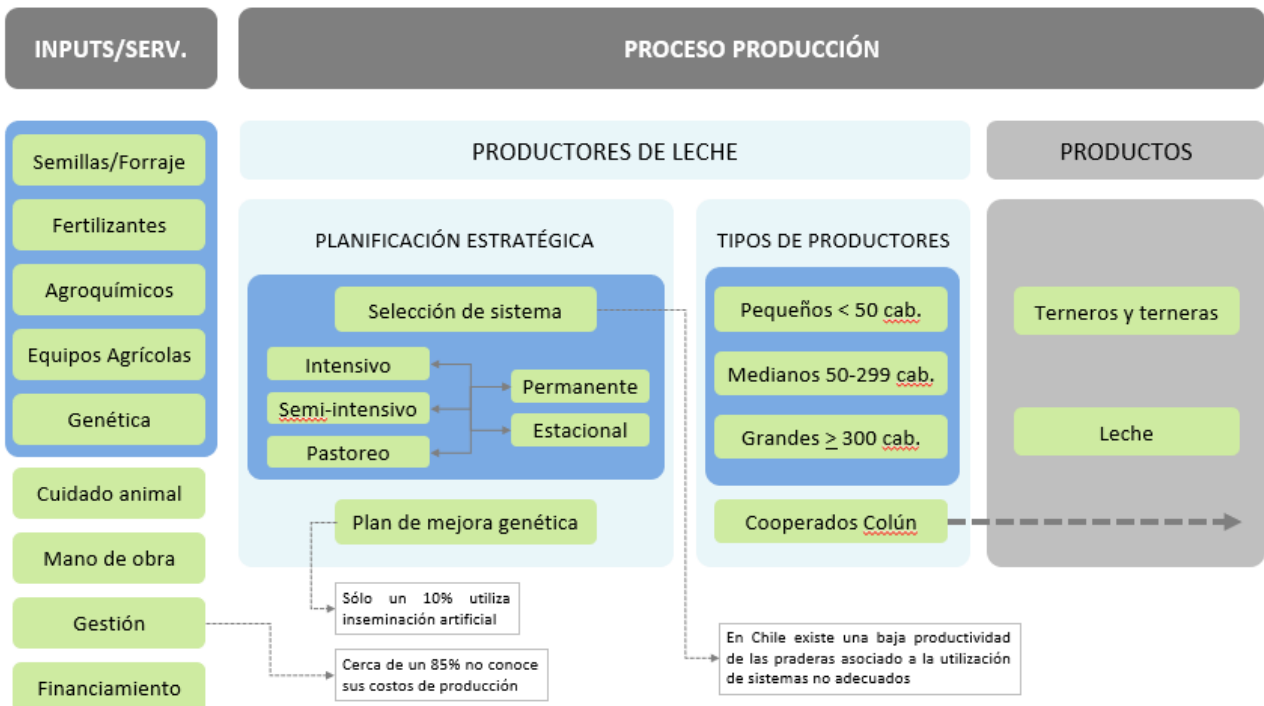 INPUTS/SERV.
PROCESO PRODUCCIÓN
Semillas/Forraje
Fertilizantes
Agroquímicos
Equipos Agrícolas
Genética
Cuidado animal
Mano de obra
Gestión
Financiamiento
PRODUCTORES DE LECHE
PLANIFICACIÓN ESTRATÉGICA
Selección de sistema
Intensivo
Semi-intensivo
Pastoreo
Permanente
Estacional
Plan de mejora genética
Sólo un 10% utiliza
inseminación artificial
Cerca de un 85% no conoce
sus costos de producción
TIPOS DE PRODUCTORES
Pequeños < 50 cab.
Medianos 50-299 cab.
Grandes ≥ 300 cab.
Cooperados Colún
En Chile existe una baja productividad
de las praderas asociado a la utilización
de sistemas no adecuados
PRODUCTOS
Terneros y terneras
Leche